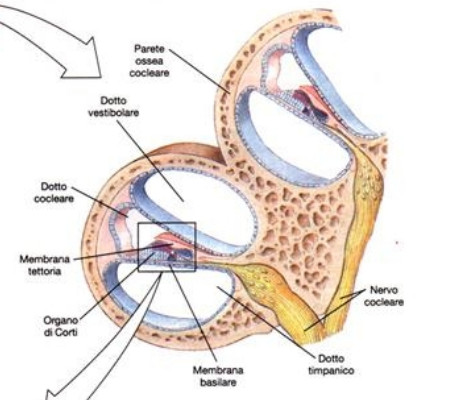 Parete
ossea
cocleare
Dotto
vestibolare
Dotto
cocleare
Membrana
tettoria
Organo
di Corti
Membrana
basilare
Dotto
timpanico
Nervo
cocleare